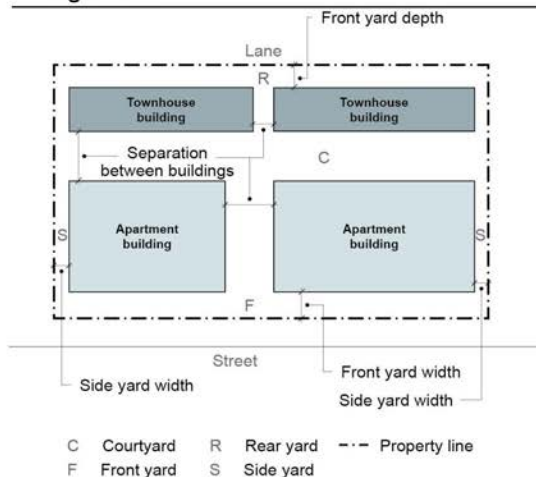 Front yard depth
Lane
R
Townhouse
building
Townhouse
building
Separation
between buildings
C
Apartment
building
Apartment
building
S
S
F
Street
Front yard width
Side yard width
Side yard width
C Courtyard R Rear yard Property line
F Front yard S Side yard